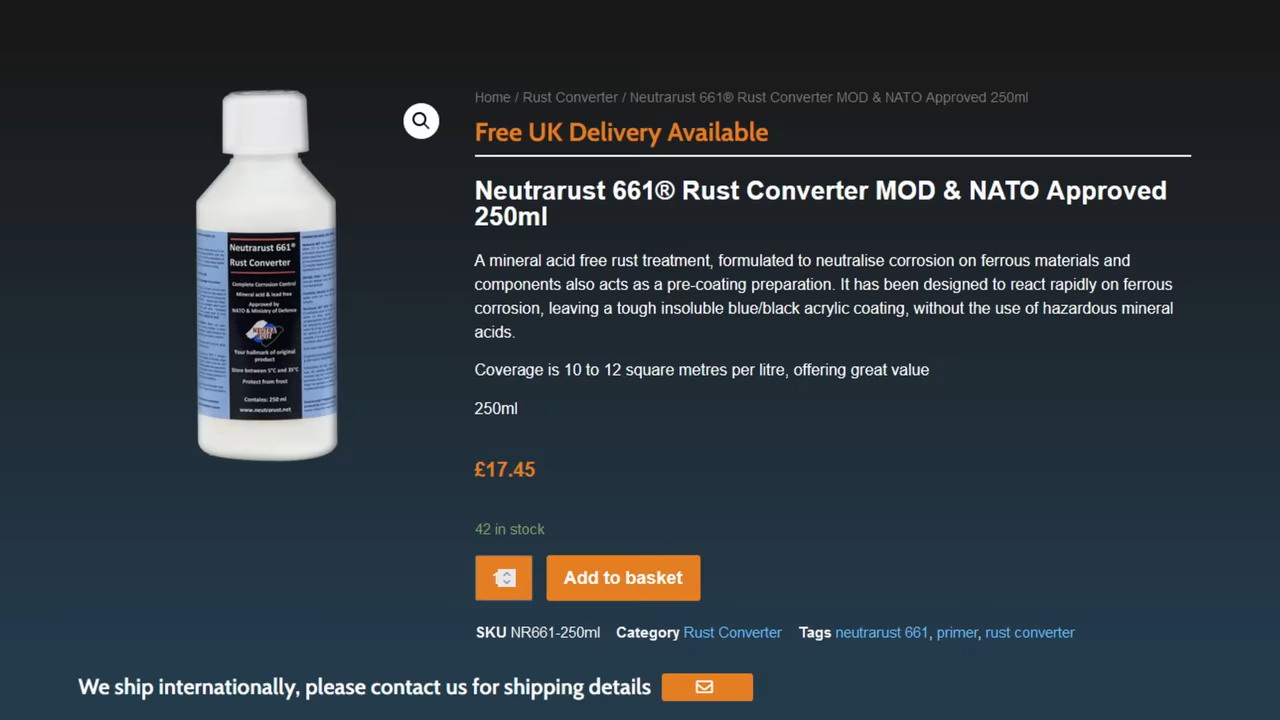 Home / Rust Converter / Neutrarust 661® Rust Converter MOD & NATO Approved 250ml
Free UK Delivery Available
Neutrarust 661® Rust Converter MOD & NATO Approved
250ml
A mineral acid free rust treatment, formulated to neutralise corrosion on ferrous materials and
components also acts as a pre-coating preparation. It has been designed to react rapidly on ferrous
corrosion, leaving a tough insoluble blue/black acrylic coating, without the use of hazardous mineral
acids.
Coverage is 10 to 12 square metres per litre, offering great value
250ml
£17.45
42 in stock
Add to basket
SKU NR661-250ml Category Rust Converter Tags neutrarust 661, primer, rust converter
We ship internationally, please contact us for shipping details
Neutrarust 661®
Rust Converter
Complete Corrosion Control
Mineral acid & lead free
Approved by
NATO & Ministry of Defence
Your hallmark of original
product
Store between 5°C and 35°C
Protect from frost
Contains: 250 ml
www.neutrarust.net